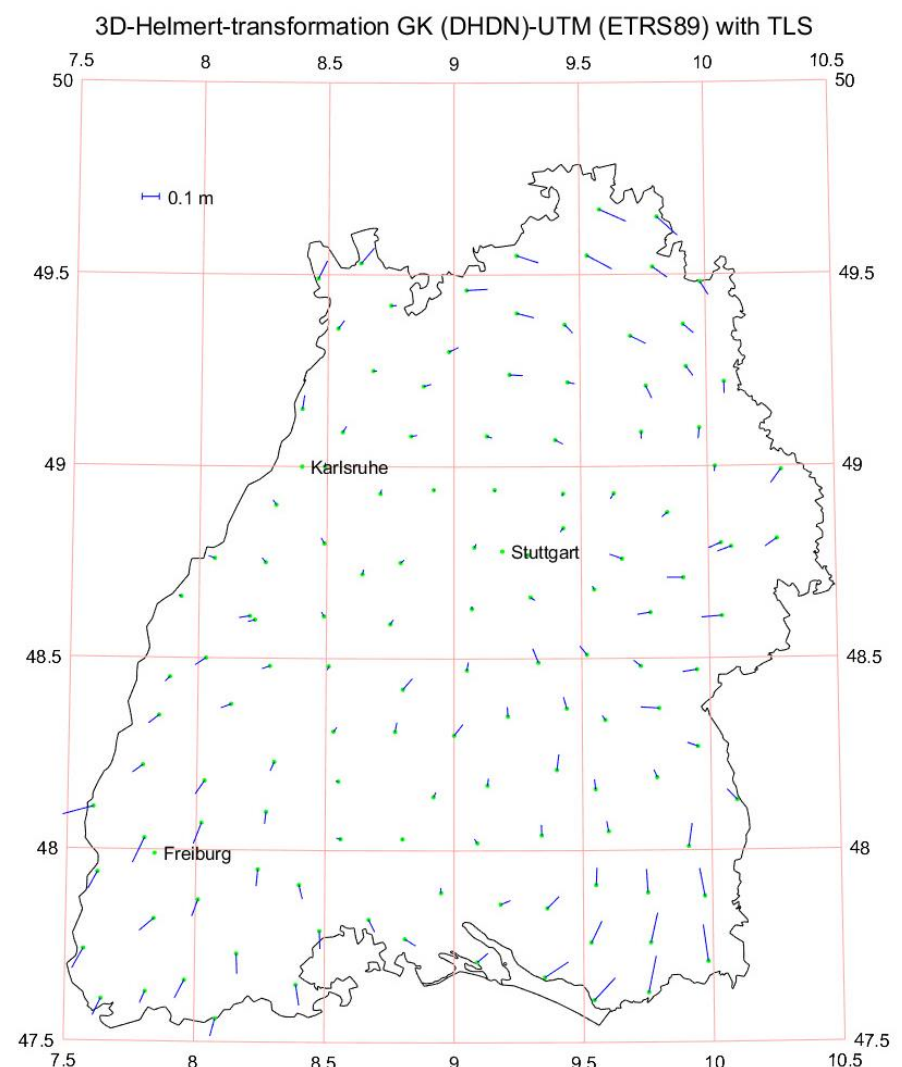 3D-Helmert-transformation GK (DHDN)-UTM (ETRS89) with TLS
7.5 8 8.5 9 9.5 10 10.5
50 50
0.1 m
49.5 49.5
49 49
Karlsruhe
Stuttgart
48.5 48.5
48 48
Freiburg
47.5 47.5
7.5 8 8.5 9 9.5 10 10.5